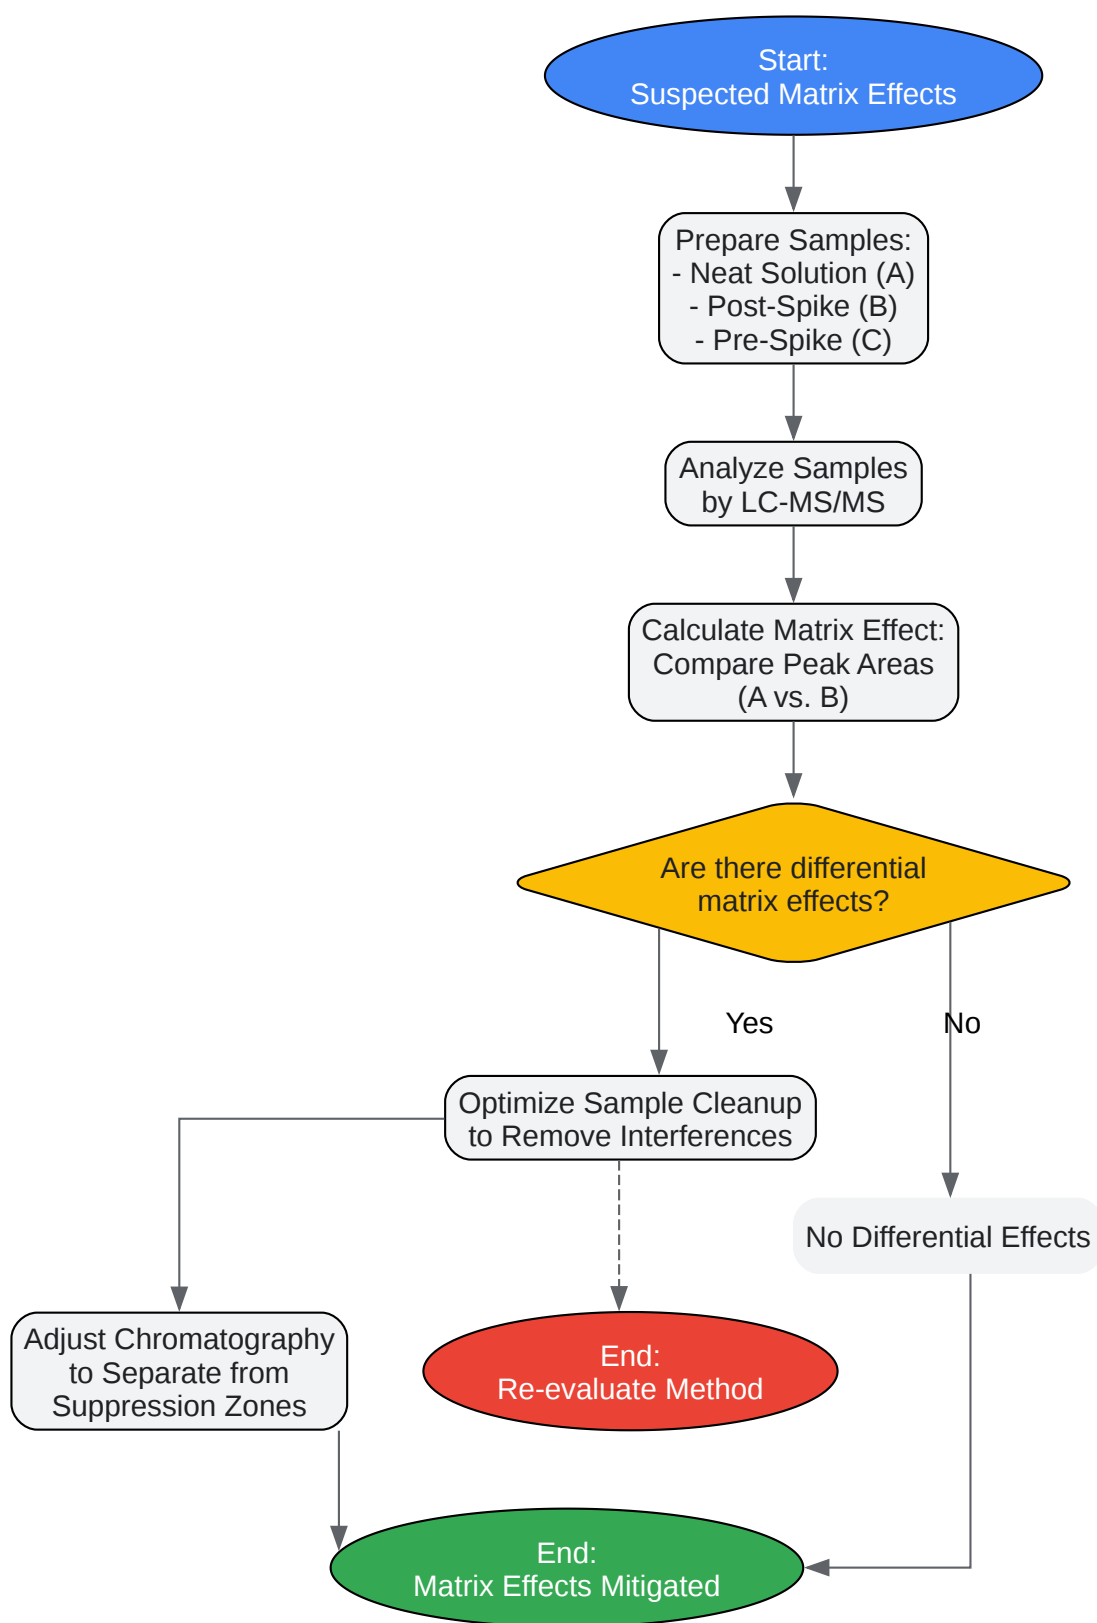 Start:
Suspected Matrix Effects
Prepare Samples:
- Neat Solution (A)
- Post-Spike (B)
- Pre-Spike (C)
Analyze Samples
by LC-MS/MS
Calculate Matrix Effect:
Compare Peak Areas
(A vs. B)
Are there differential
matrix effects?
Yes
No
Optimize Sample Cleanup
to Remove Interferences
No Differential Effects
Adjust Chromatography
to Separate from
Suppression Zones
End:
Re-evaluate Method
End:
Matrix Effects Mitigated